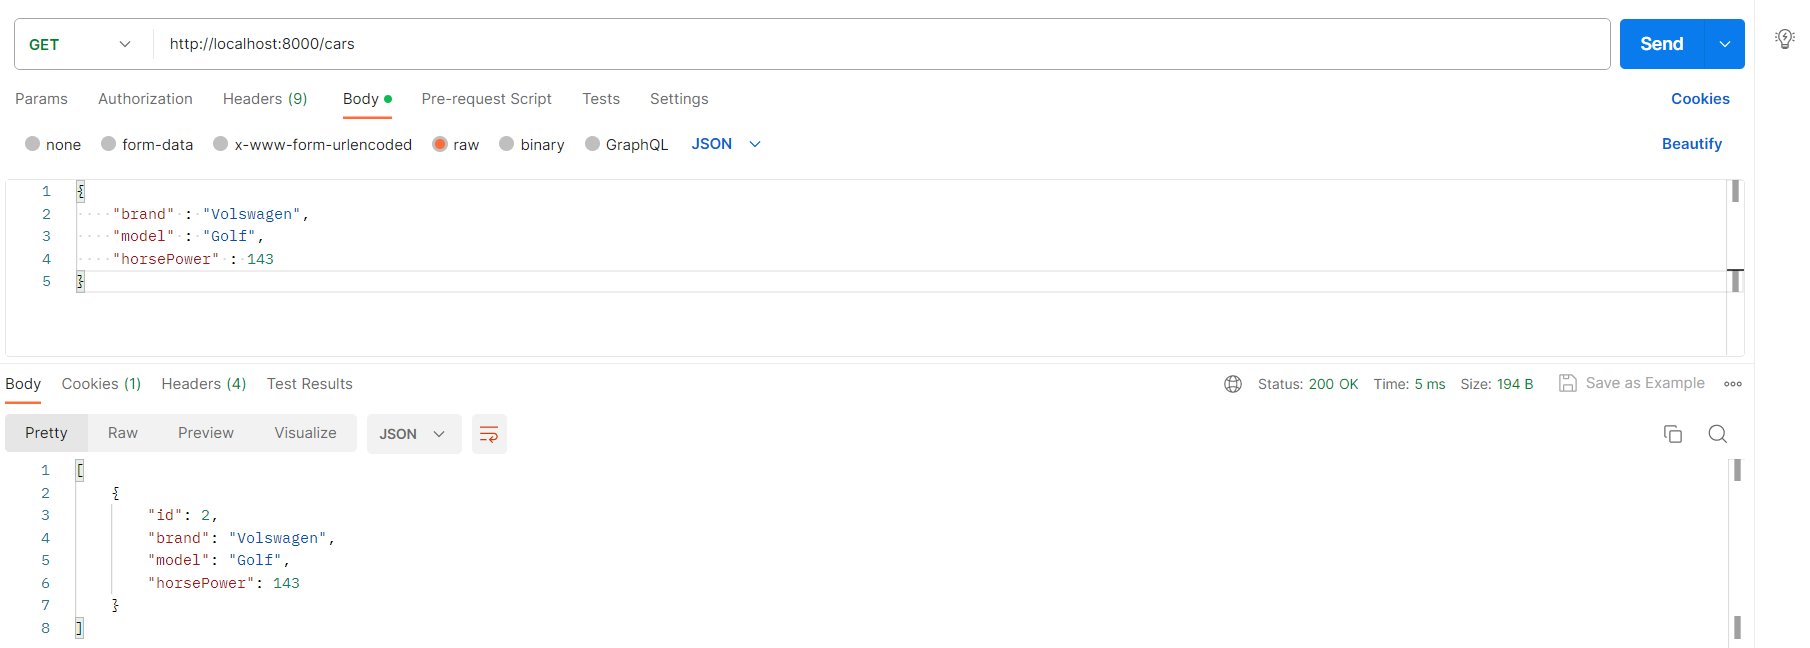 GET http://localhost:8000/cars Send
Params Authorization Headers (9) Body Pre-request Script Tests Settings Cookies
none form-data x-www-form-urlencoded raw binary GraphQL JSON Beautify
1 {
2 "brand" : "Volswagen",
3 "model" : "Golf",
4 "horsePower" : 143
5 }
Body Cookies (1) Headers (4) Test Results Status: 200 OK Time: 5 ms Size: 194 B Save as Example
Pretty Raw Preview Visualize JSON
1 [
2 {
3 "id": 2,
4 "brand": "Volswagen",
5 "model": "Golf",
6 "horsePower": 143
7 }
8 ]